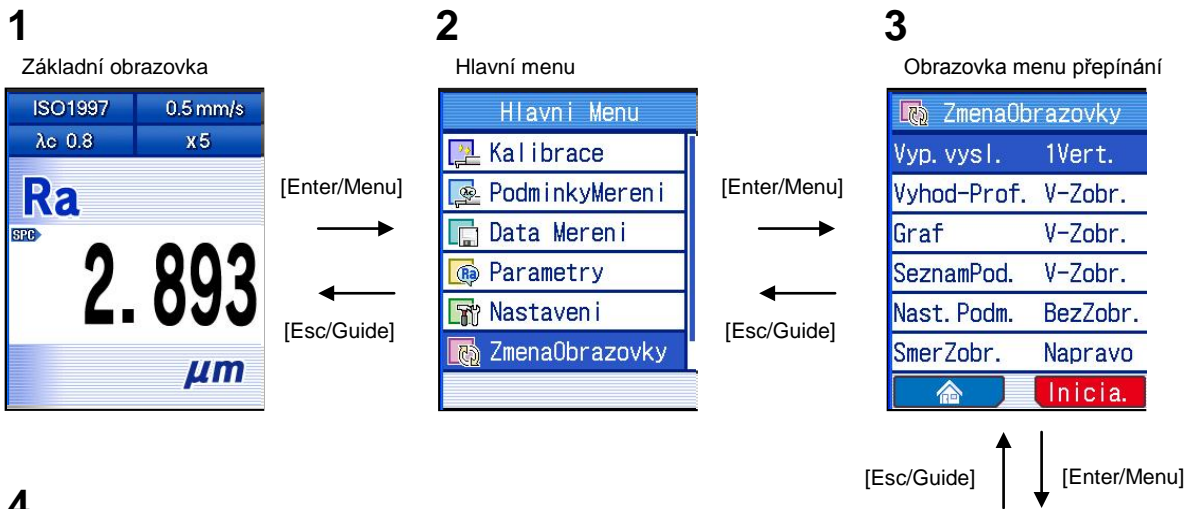 1
Základní obrazovka
ISO1997 0.5 mm/s
λc 0.8 x5
Ra
SPC
2.893
µm
[Enter/Menu]
[Esc/Guide]
2
Hlavní menu
Hlavni Menu
Kalibrace
PodminkyMereni
Data Mereni
Parametry
Nastaveni
ZmenaObrazovky
[Enter/Menu]
[Esc/Guide]
3
Obrazovka menu přepínání
ZmenaObrazovky
Vyp. vysl. 1Vert.
Vyhod-Prof. V-Zobr.
Graf V-Zobr.
SeznamPod. V-Zobr.
Nast. Podm. BezZobr.
SmerZobr. Napravo
Inicia.
[Esc/Guide] [Enter/Menu]
4